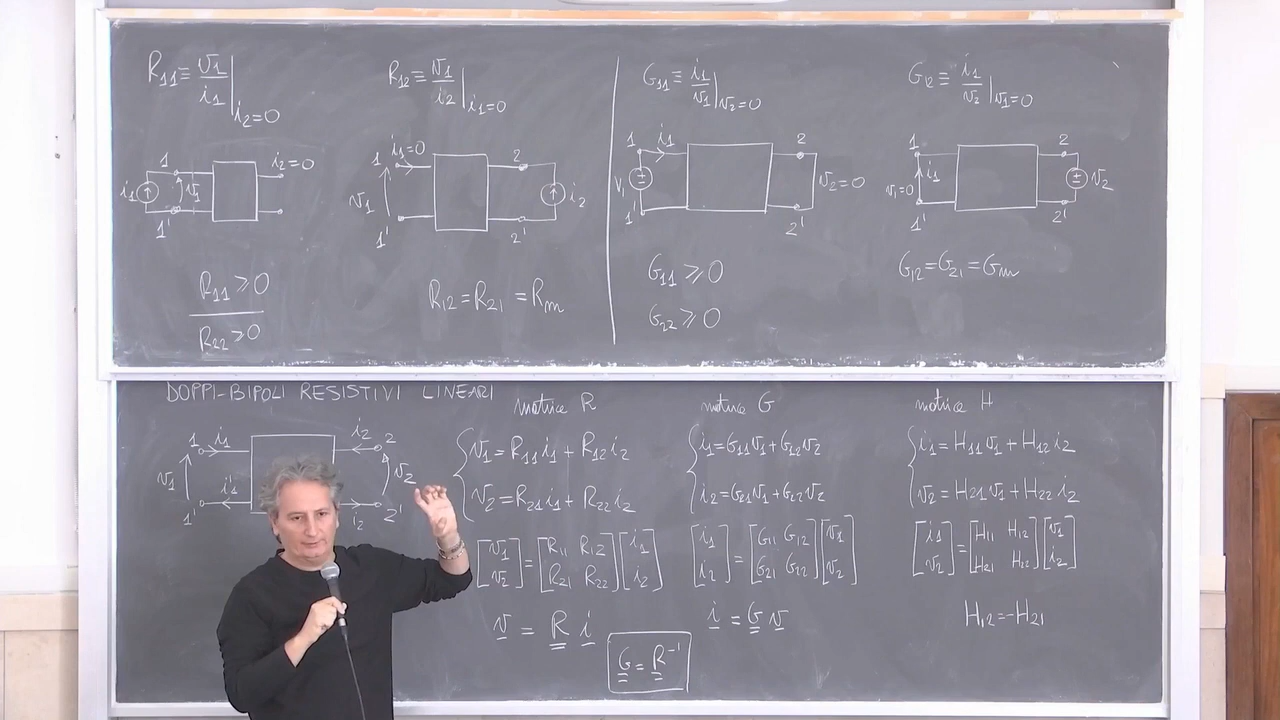 R11 ≡ v1/i1 |i2=0
1
i2=0
i1
v1
1'
R11 ⩾ 0
R22 ⩾ 0
R12 ≡ v1/i2 |i1=0
i1=0
1
2
v1
i2
1'
2'
R12 = R21 = Rm
G11 ≡ i1/v1 |v2=0
1
i1
2
v1
v2=0
1'
2'
G11 ⩾ 0
G22 ⩾ 0
G12 ≡ i1/v2 |v1=0
1
2
v1=0
i1
v2
1'
2'
G12 = G21 = Gm
DOPPI-BIPOLI RESISTIVI LINEARI
1
i1
i2
2
v1
v2
1'
i1
i2
2'
matrice R
v1 = R11 i1 + R12 i2
v2 = R21 i1 + R22 i2
[v1 v2] = [R11 R12 R21 R22] [i1 i2]
v = R i
matrice G
i1 = G11 v1 + G12 v2
i2 = G21 v1 + G22 v2
[i1 i2] = [G11 G12 G21 G22] [v1 v2]
i = G v
G = R⁻¹
matrice H
i1 = H11 v1 + H12 i2
v2 = H21 v1 + H22 i2
[i1 v2] = [H11 H12 H21 H22] [v1 i2]
H12 = -H21